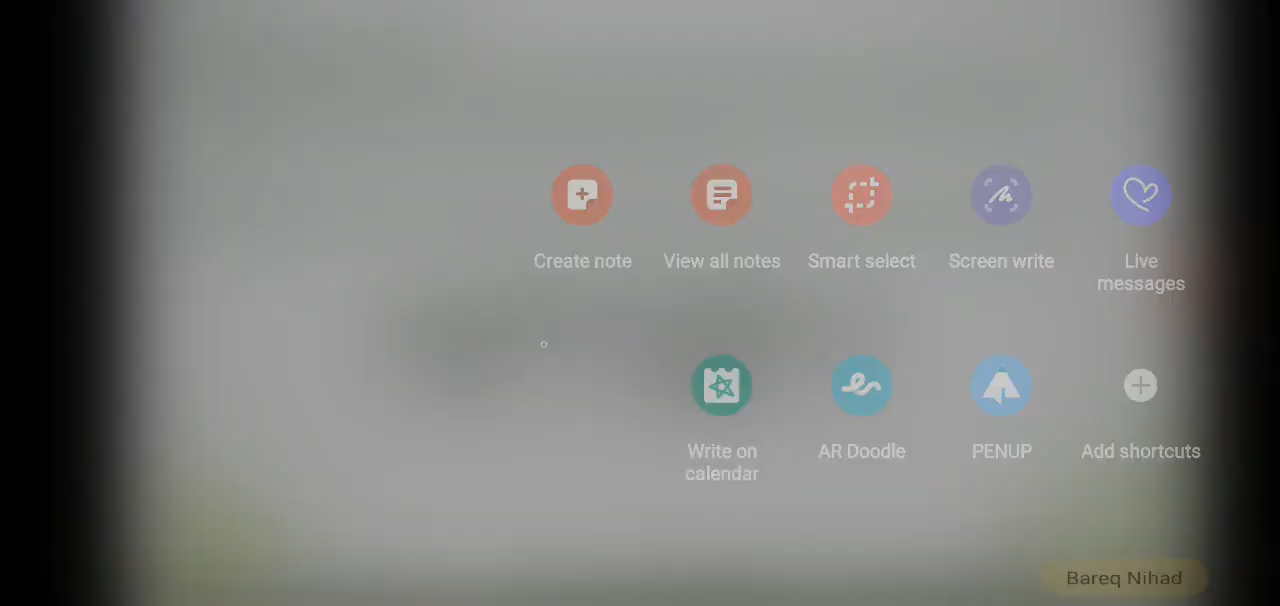 Create note
View all notes
Smart select
Screen write
Live
messages
Write on
calendar
AR Doodle
PENUP
Add shortcuts
Bareq Nihad